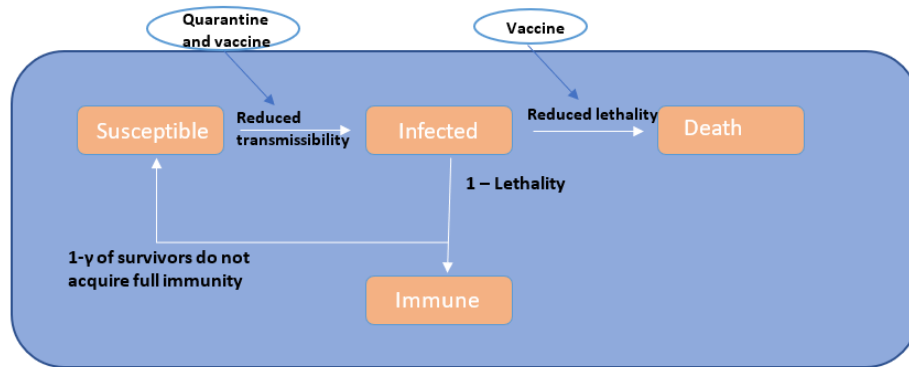 Quarantine
and vaccine
Vaccine
Susceptible
Reduced
transmissibility
Infected
Reduced lethality
Death
1 – Lethality
1-γ of survivors do not
acquire full immunity
Immune